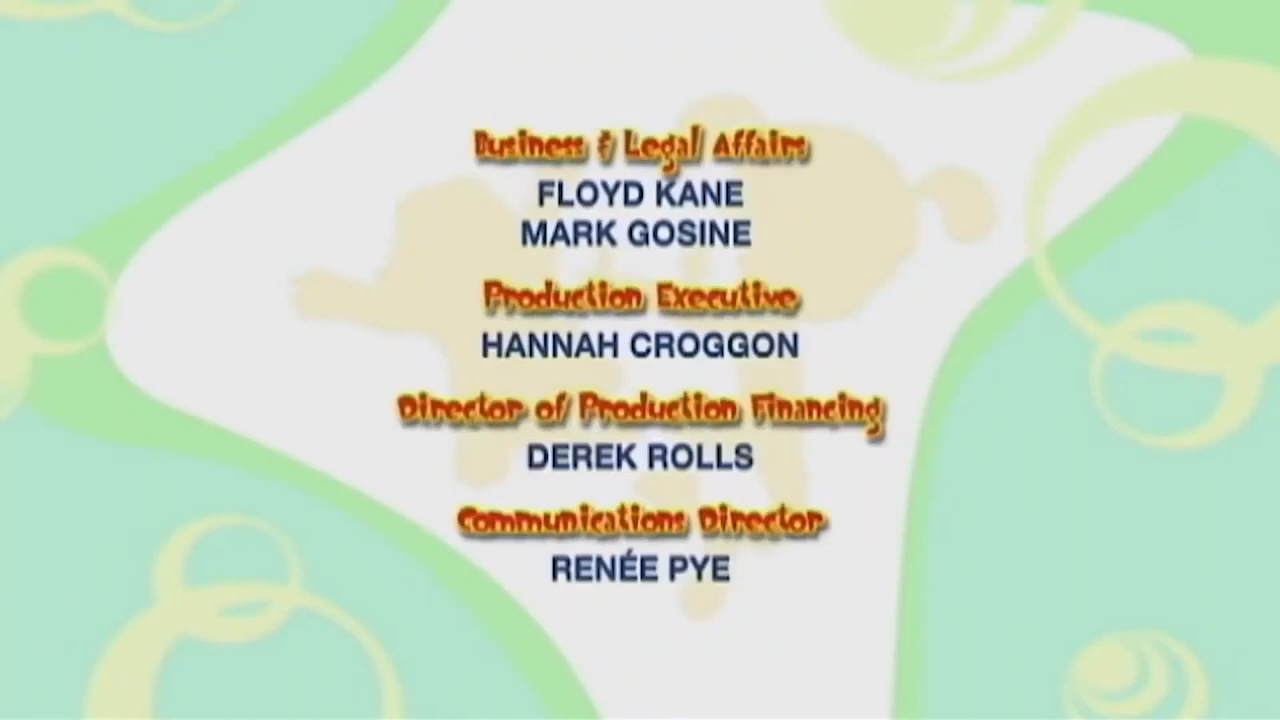 Business & Legal Affairs
FLOYD KANE
MARK GOSINE
Production Executive
HANNAH CROGGON
Director of Production Financing
DEREK ROLLS
Communications Director
RENÉE PYE